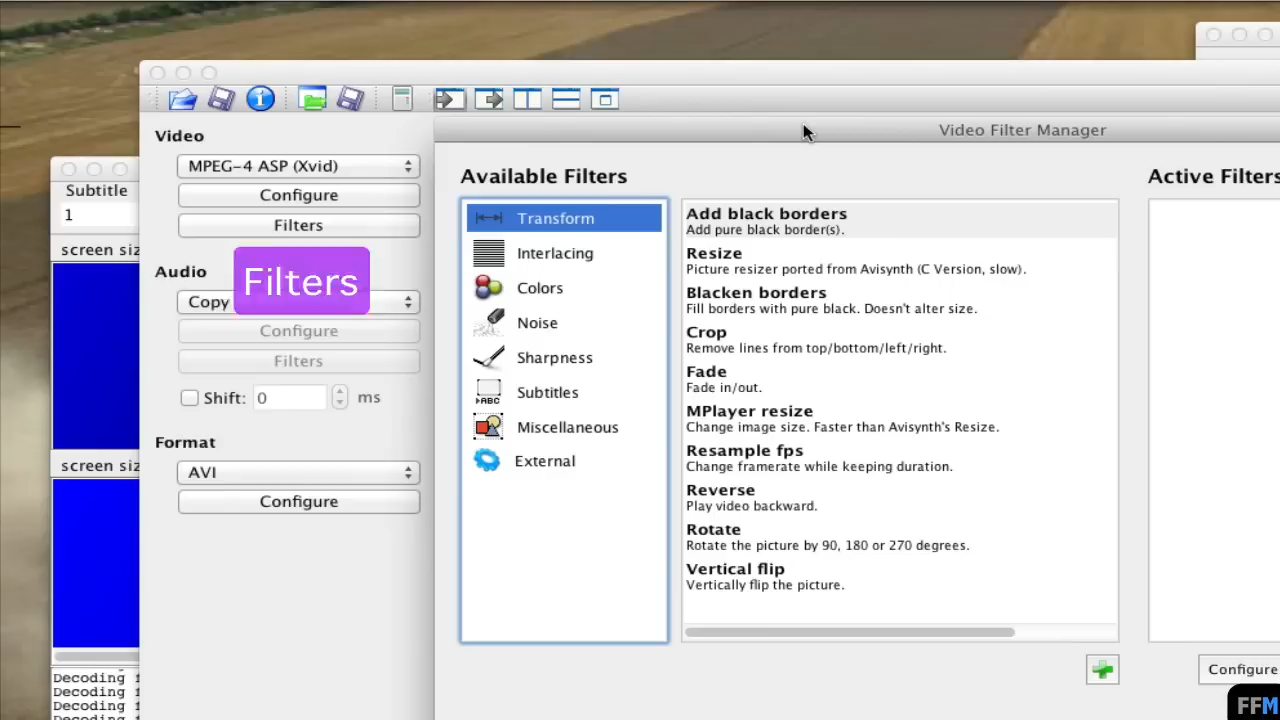 Video Filter Manager
Video
MPEG-4 ASP (Xvid)
Configure
Filters
Audio
Filters
Copy
Configure
Filters
Shift: 0 ms
Format
AVI
Configure
Subtitle
1
screen siz
screen siz
Decoding f
Decoding f
Decoding f
Decoding f
Available Filters
Transform
Interlacing
Colors
Noise
Sharpness
Subtitles
Miscellaneous
External
Add black borders
Add pure black border(s).
Resize
Picture resizer ported from Avisynth (C Version, slow).
Blacken borders
Fill borders with pure black. Doesn't alter size.
Crop
Remove lines from top/bottom/left/right.
Fade
Fade in/out.
MPlayer resize
Change image size. Faster than Avisynth's Resize.
Resample fps
Change framerate while keeping duration.
Reverse
Play video backward.
Rotate
Rotate the picture by 90, 180 or 270 degrees.
Vertical flip
Vertically flip the picture.
Active Filters
Configure
FFM